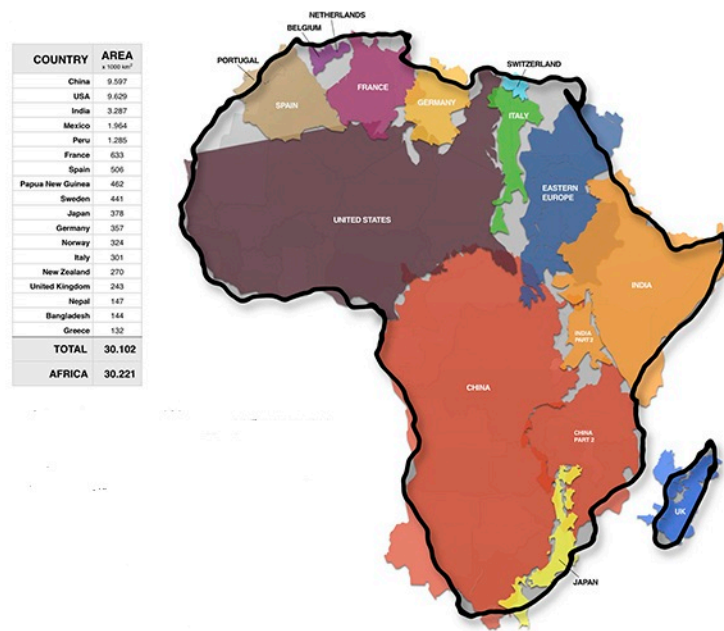 COUNTRY AREA
x 1000 km²
China 9.597
USA 9.629
India 3.287
Mexico 1.964
Peru 1.285
France 633
Spain 506
Papua New Guinea 462
Sweden 441
Japan 378
Germany 357
Norway 324
Italy 301
New Zealand 270
United Kingdom 243
Nepal 147
Bangladesh 144
Greece 132
TOTAL 30.102
AFRICA 30.221
NETHERLANDS
BELGIUM
PORTUGAL
SWITZERLAND
SPAIN
FRANCE
GERMANY
ITALY
EASTERN
EUROPE
UNITED STATES
INDIA
INDIA
PART 2
CHINA
CHINA
PART 2
UK
JAPAN